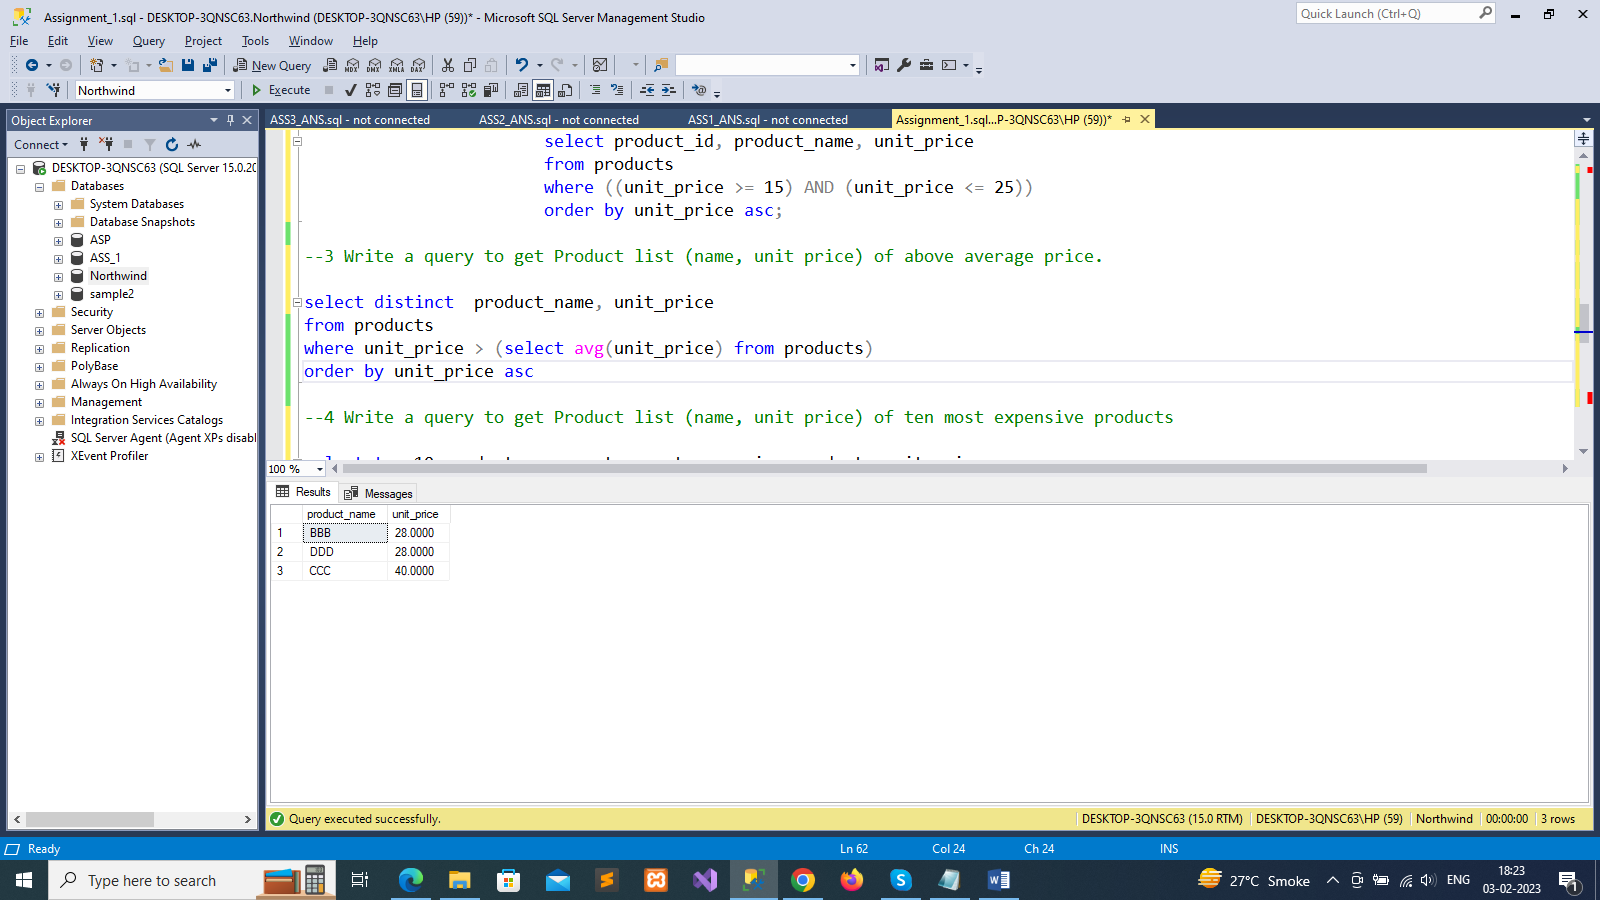 Assignment_1.sql - DESKTOP-3QNSC63.Northwind (DESKTOP-3QNSC63\HP (59))* - Microsoft SQL Server Management Studio
Quick Launch (Ctrl+Q)
File Edit View Query Project Tools Window Help
New Query
MDX DMX XMLA DAX
Northwind
Execute
Object Explorer
ASS3_ANS.sql - not connected
ASS2_ANS.sql - not connected
ASS1_ANS.sql - not connected
Assignment_1.sql...P-3QNSC63\HP (59))*
Connect
DESKTOP-3QNSC63 (SQL Server 15.0.20
Databases
System Databases
Database Snapshots
ASP
ASS_1
Northwind
sample2
Security
Server Objects
Replication
PolyBase
Always On High Availability
Management
Integration Services Catalogs
SQL Server Agent (Agent XPs disabl
XEvent Profiler
select product_id, product_name, unit_price
from products
where ((unit_price >= 15) AND (unit_price <= 25))
order by unit_price asc;
--3 Write a query to get Product list (name, unit price) of above average price.
select distinct  product_name, unit_price
from products
where unit_price > (select avg(unit_price) from products)
order by unit_price asc
--4 Write a query to get Product list (name, unit price) of ten most expensive products
100 %
Results Messages
product_name unit_price
1 BBB 28.0000
2 DDD 28.0000
3 CCC 40.0000
Query executed successfully.
DESKTOP-3QNSC63 (15.0 RTM) DESKTOP-3QNSC63\HP (59) Northwind 00:00:00 3 rows
Ready
Ln 62 Col 24 Ch 24 INS
Type here to search
27°C Smoke
ENG
18:23
03-02-2023
1